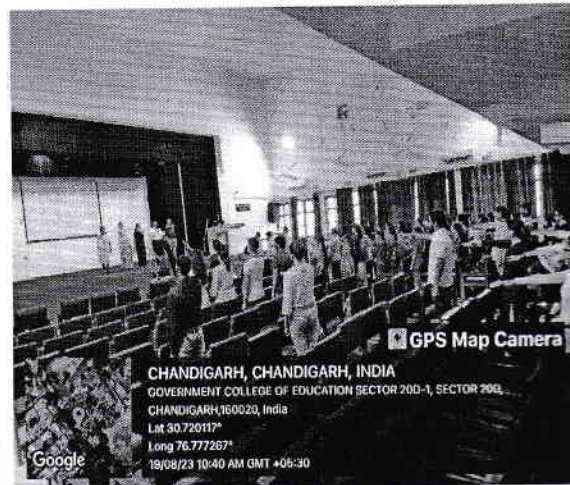 GPS Map Camera
CHANDIGARH, CHANDIGARH, INDIA
GOVERNMENT COLLEGE OF EDUCATION SECTOR 20D-1, SECTOR 20D,
CHANDIGARH,160020, India
Lat 30.720117°
Long 76.777267°
19/08/23 10:40 AM GMT +05:30
Google